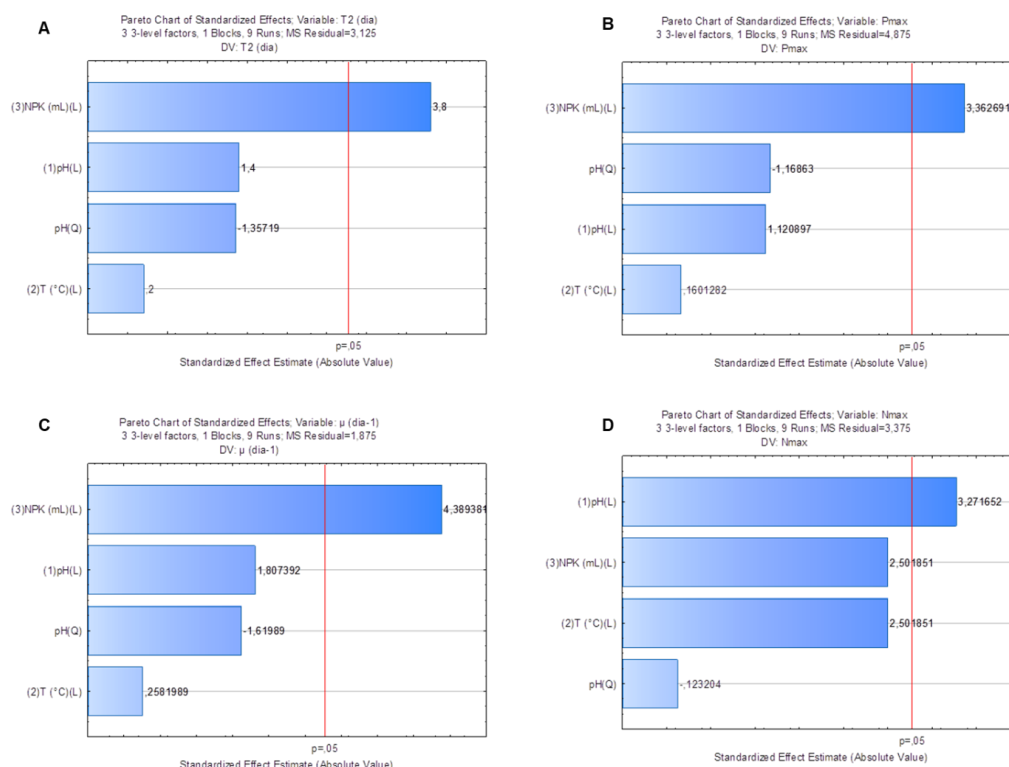 A
Pareto Chart of Standardized Effects; Variable: T2 (dia)
3 3-level factors, 1 Blocks, 9 Runs; MS Residual=3,125
DV: T2 (dia)
(3)NPK (mL)(L)
3,8
(1)pH(L)
1,4
pH(Q)
-1,35719
(2)T (°C)(L)
,2
p=,05
Standardized Effect Estimate (Absolute Value)
B
Pareto Chart of Standardized Effects; Variable: Pmax
3 3-level factors, 1 Blocks, 9 Runs; MS Residual=4,875
DV: Pmax
(3)NPK (mL)(L)
3,362691
pH(Q)
-1,16863
(1)pH(L)
1,120897
(2)T (°C)(L)
,1601282
p=,05
Standardized Effect Estimate (Absolute Value)
C
Pareto Chart of Standardized Effects; Variable: µ (dia-1)
3 3-level factors, 1 Blocks, 9 Runs; MS Residual=1,875
DV: µ (dia-1)
(3)NPK (mL)(L)
4,389381
(1)pH(L)
1,807392
pH(Q)
-1,61989
(2)T (°C)(L)
,2581989
p=,05
Standardized Effect Estimate (Absolute Value)
D
Pareto Chart of Standardized Effects; Variable: Nmax
3 3-level factors, 1 Blocks, 9 Runs; MS Residual=3,375
DV: Nmax
(1)pH(L)
3,271652
(3)NPK (mL)(L)
2,501851
(2)T (°C)(L)
2,501851
pH(Q)
-,123204
p=,05
Standardized Effect Estimate (Absolute Value)